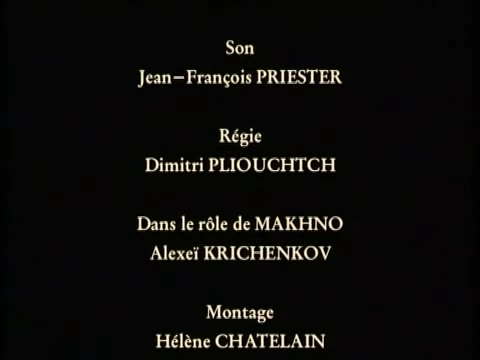 Son
Jean-François PRIESTER
Régie
Dimitri PLIOUCHTCH
Dans le rôle de MAKHNO
Alexeï KRICHENKOV
Montage
Hélène CHATELAIN